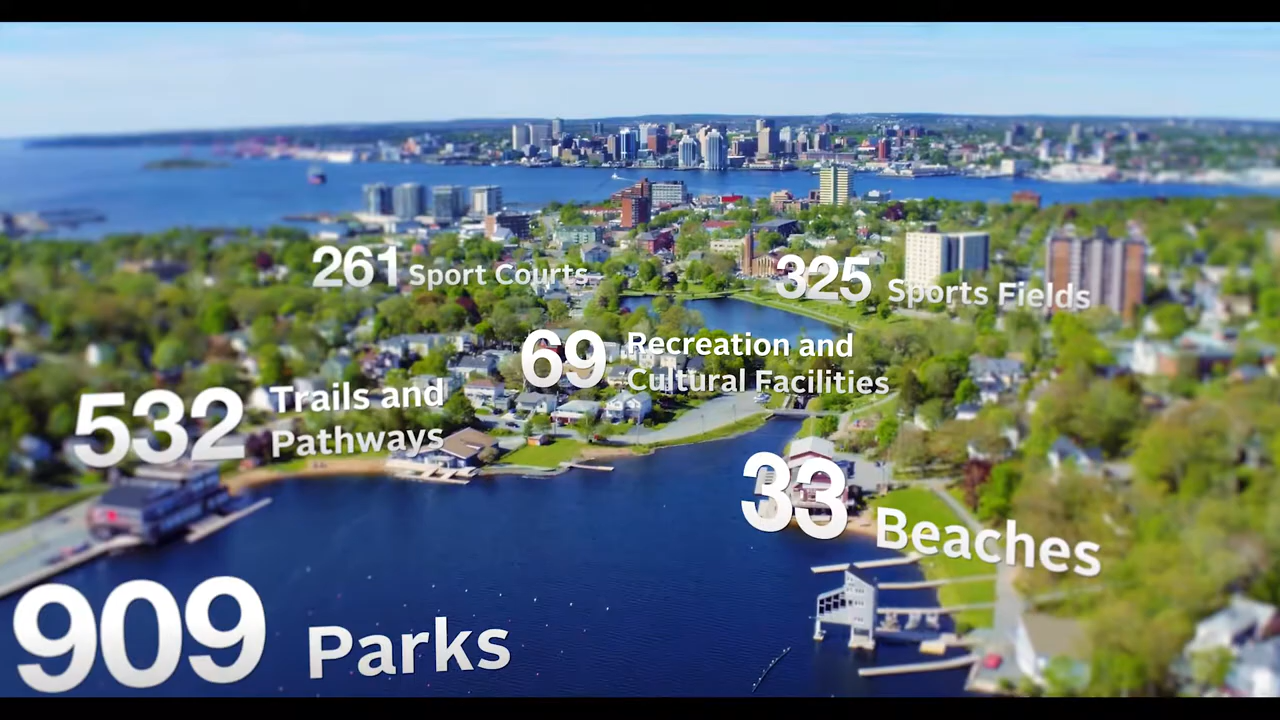 261 Sport Courts
325 Sports Fields
69 Recreation and
Cultural Facilities
532 Trails and
Pathways
33 Beaches
909 Parks